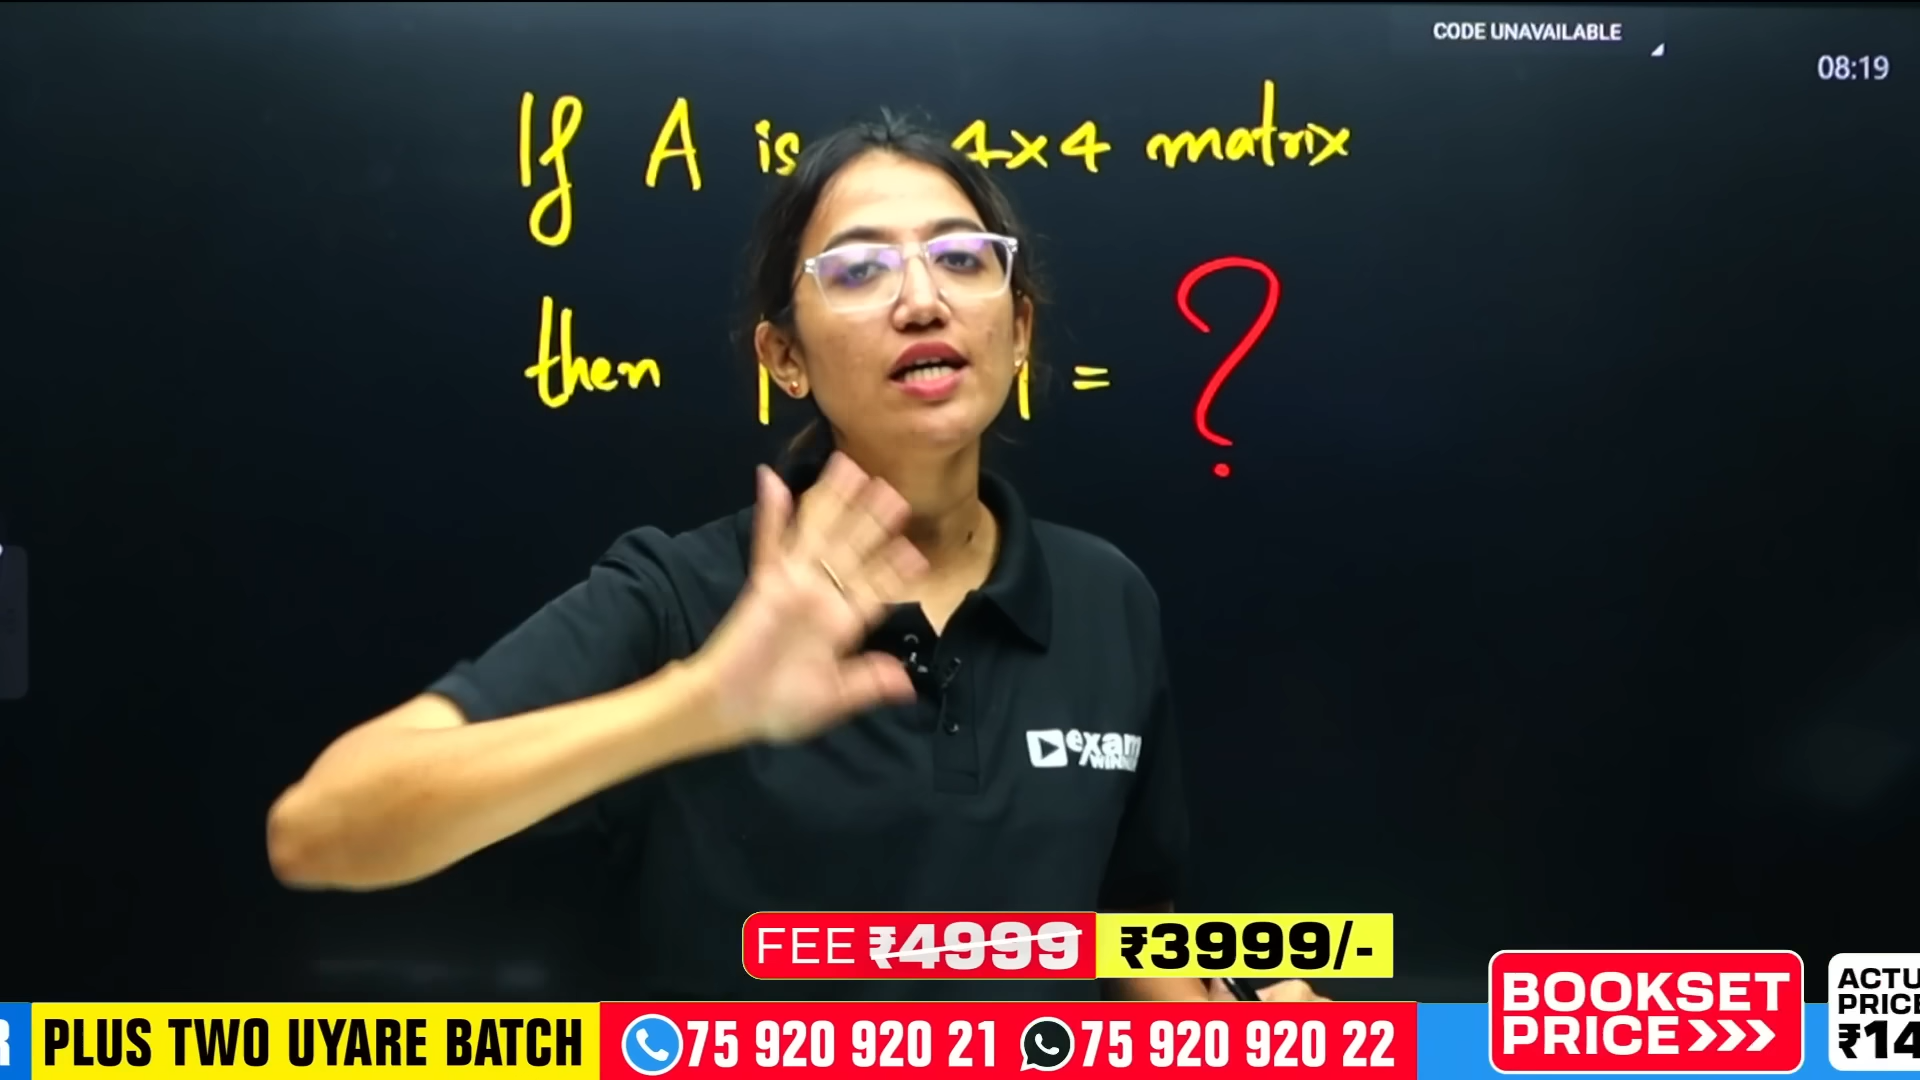 CODE UNAVAILABLE
08:19
If A is 4x4 matrix
then | | = ?
exam
FEE ₹4999 ₹3999/-
BOOKSET
PRICE >>>
PLUS TWO UYARE BATCH 75 920 920 21 75 920 920 22